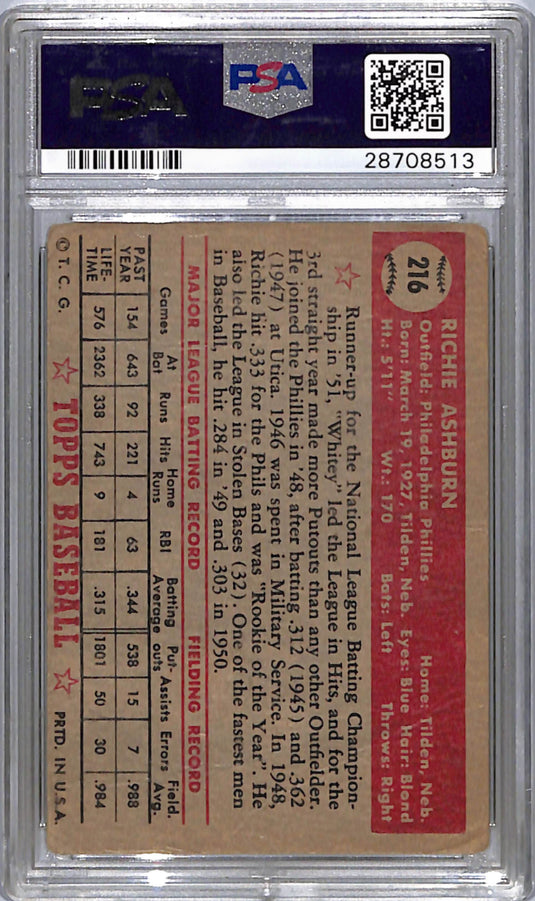 PSA
PSA
28708513
216
RICHIE ASHBURN
Outfield: Philadelphia Phillies Home: Tilden, Neb.
Born: March 19, 1927, Tilden, Neb. Eyes: Blue Hair: Blond
Ht.: 5'11" Wt.: 170 Bats: Left Throws: Right
Runner-up for the National League Batting Champion-
ship in '51, "Whitey" led the League in Hits, and for the
3rd straight year made more Putouts than any other Outfielder.
He joined the Phillies in '48, after batting .312 (1945) and .362
(1947) at Utica. 1946 was spent in Military Service. In 1948,
Richie hit .333 for the Phils and was "Rookie of the Year". He
also led the League in Stolen Bases (32). One of the fastest men
in Baseball, he hit .284 in '49 and .303 in 1950.
MAJOR LEAGUE BATTING RECORD FIELDING RECORD
Games At Bat Runs Hits Home Runs RBI Batting Average Put-outs Assists Errors Field. Avg.
PAST YEAR 154 643 92 221 4 63 .344 538 15 7 .988
LIFE-TIME 576 2362 338 743 9 181 .315 1801 50 30 .984
© T. C. G. TOPPS BASEBALL PRTD. IN U.S.A.